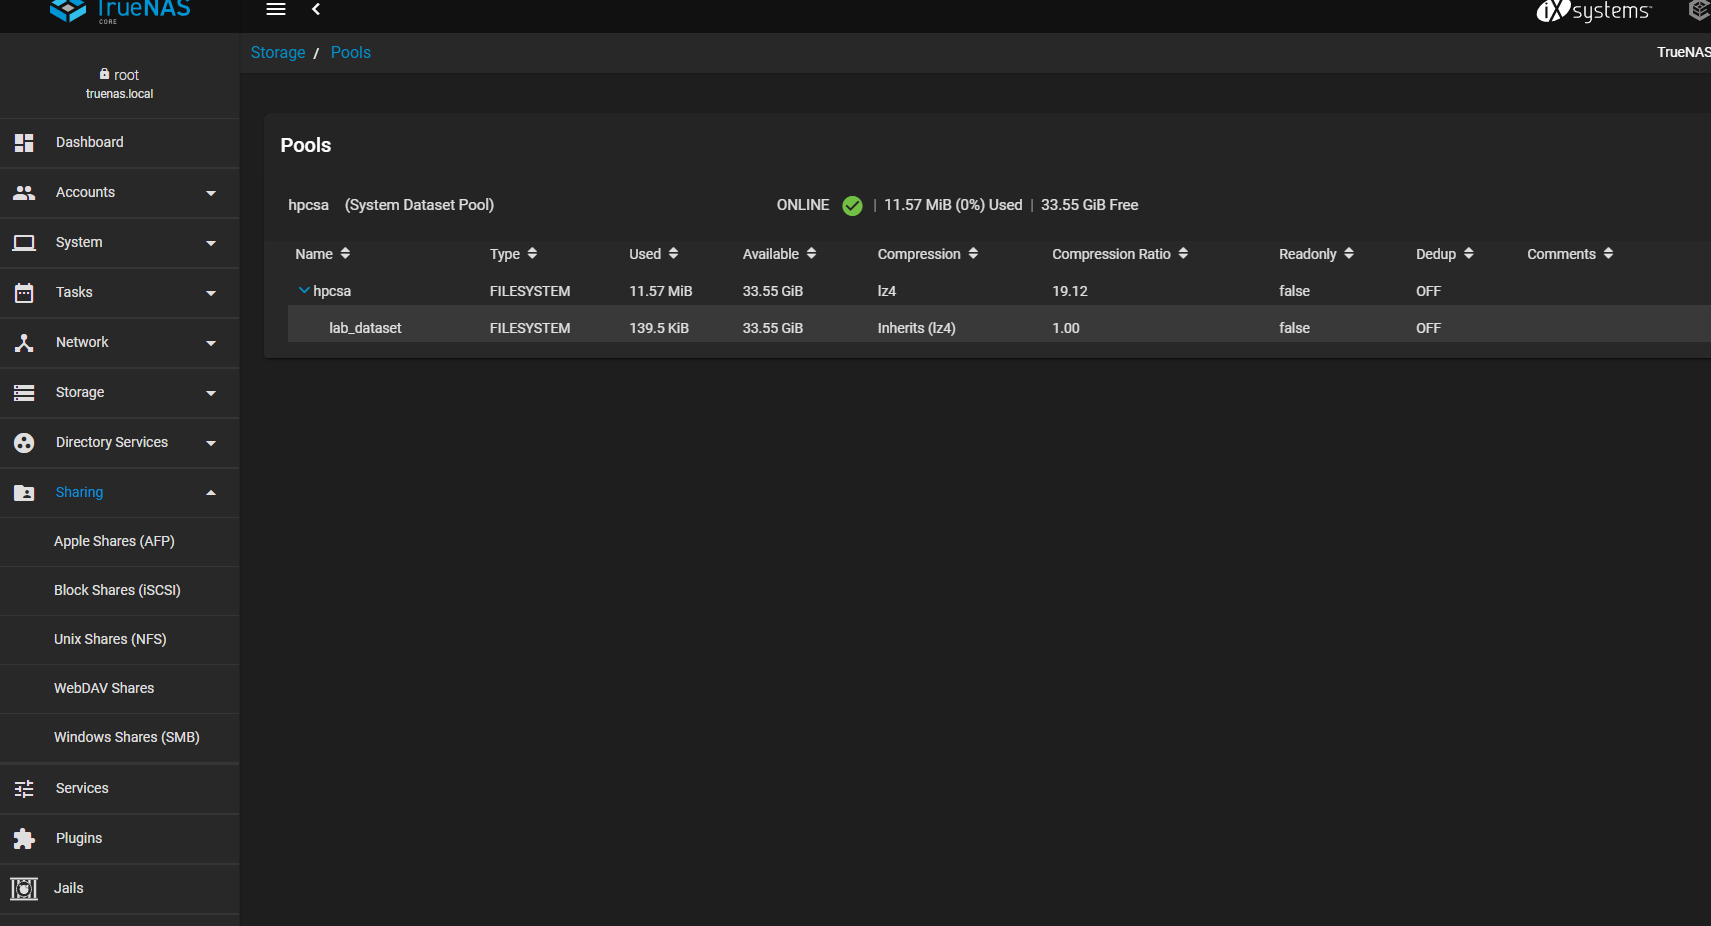 TrueNAS
CORE
iXsystems™
Storage / Pools
TrueNAS
root
truenas.local
Dashboard
Accounts
System
Tasks
Network
Storage
Directory Services
Sharing
Apple Shares (AFP)
Block Shares (iSCSI)
Unix Shares (NFS)
WebDAV Shares
Windows Shares (SMB)
Services
Plugins
Jails
Pools
hpcsa (System Dataset Pool) ONLINE | 11.57 MiB (0%) Used | 33.55 GiB Free
Name Type Used Available Compression Compression Ratio Readonly Dedup Comments
hpcsa FILESYSTEM 11.57 MiB 33.55 GiB lz4 19.12 false OFF
lab_dataset FILESYSTEM 139.5 KiB 33.55 GiB Inherits (lz4) 1.00 false OFF